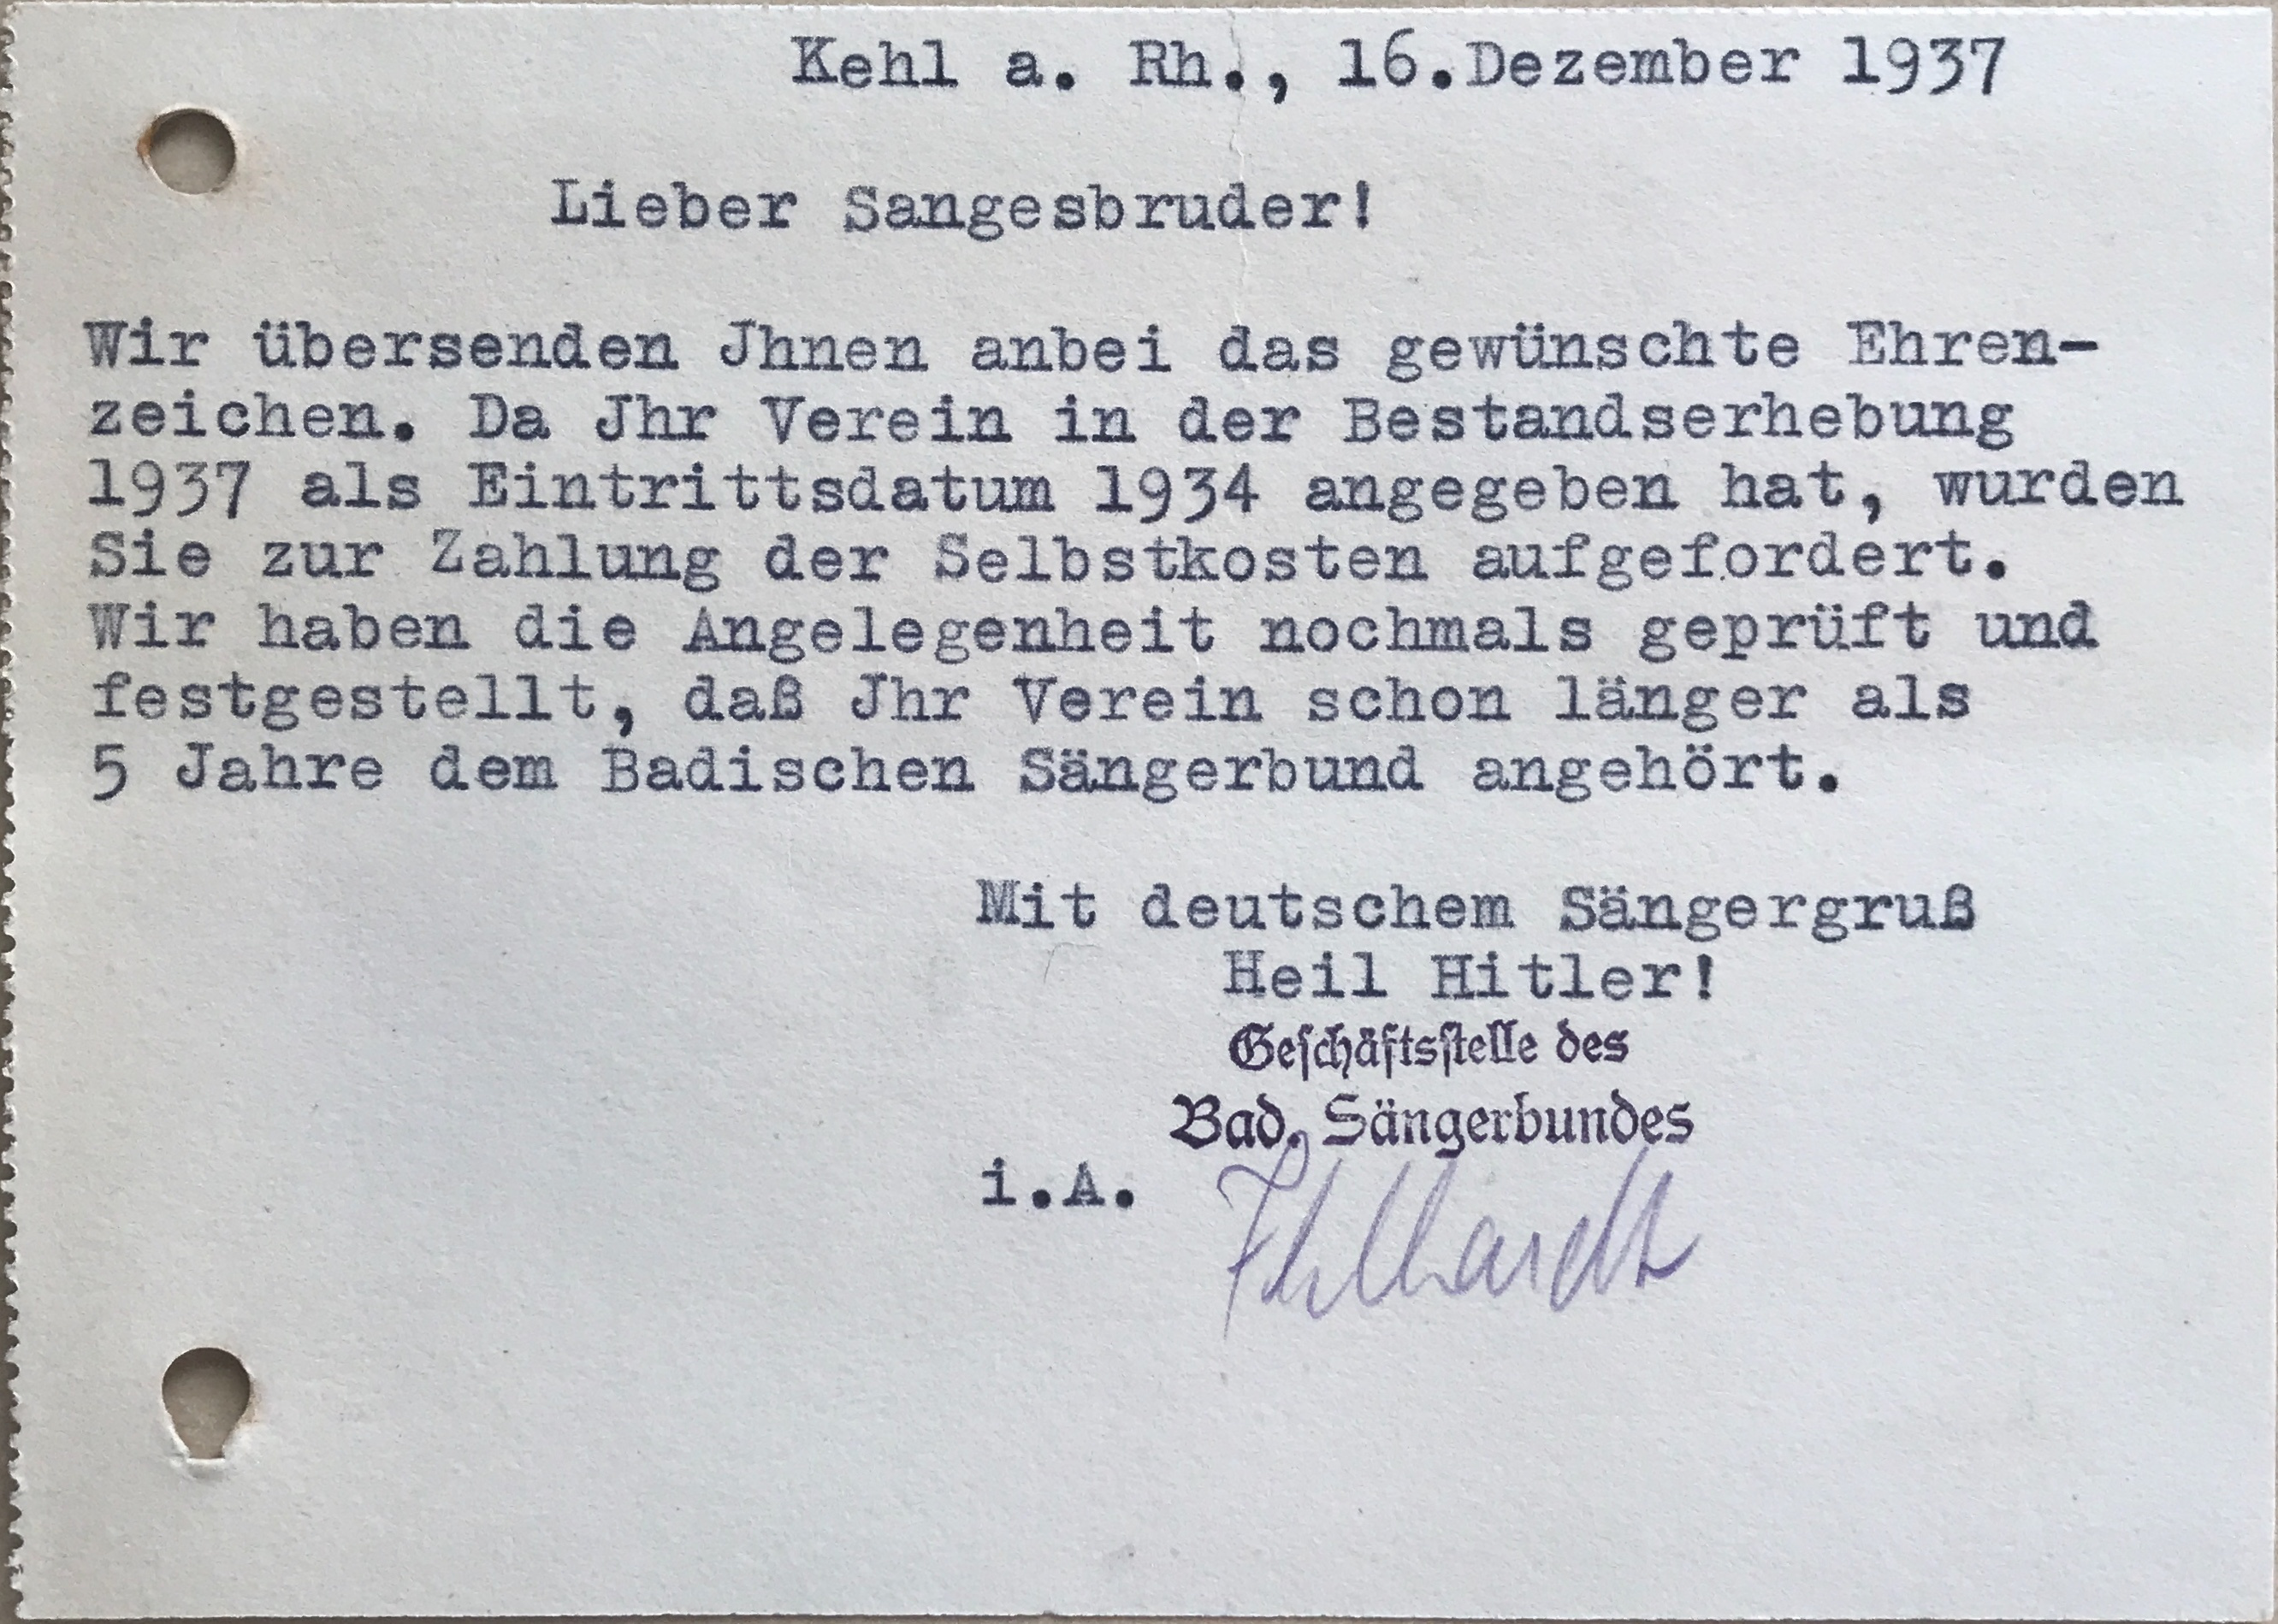 Kehl a. Rh., 16.Dezember 1937
Lieber Sangesbruder!
Wir übersenden Jhnen anbei das gewünschte Ehren-
zeichen. Da Jhr Verein in der Bestandserhebung
1937 als Eintrittsdatum 1934 angegeben hat, wurden
Sie zur Zahlung der Selbstkosten aufgefordert.
Wir haben die Angelegenheit nochmals geprüft und
festgestellt, daß Jhr Verein schon länger als
5 Jahre dem Badischen Sängerbund angehört.
Mit deutschem Sängergruß
Heil Hitler!
Geſchäftsſtelle des
Bad. Sängerbundes
i.A.